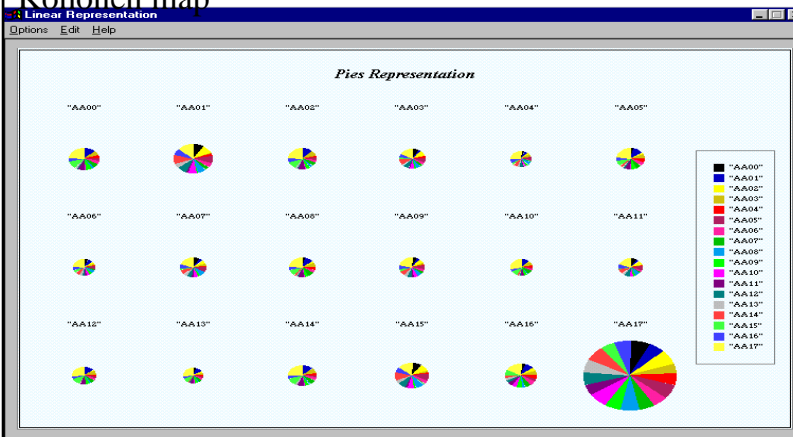 Kohonen map
Linear Representation
Options Edit Help
Pies Representation
"AA00" "AA01" "AA02" "AA03" "AA04" "AA05"
"AA06" "AA07" "AA08" "AA09" "AA10" "AA11"
"AA12" "AA13" "AA14" "AA15" "AA16" "AA17"
"AA00"
"AA01"
"AA02"
"AA03"
"AA04"
"AA05"
"AA06"
"AA07"
"AA08"
"AA09"
"AA10"
"AA11"
"AA12"
"AA13"
"AA14"
"AA15"
"AA16"
"AA17"